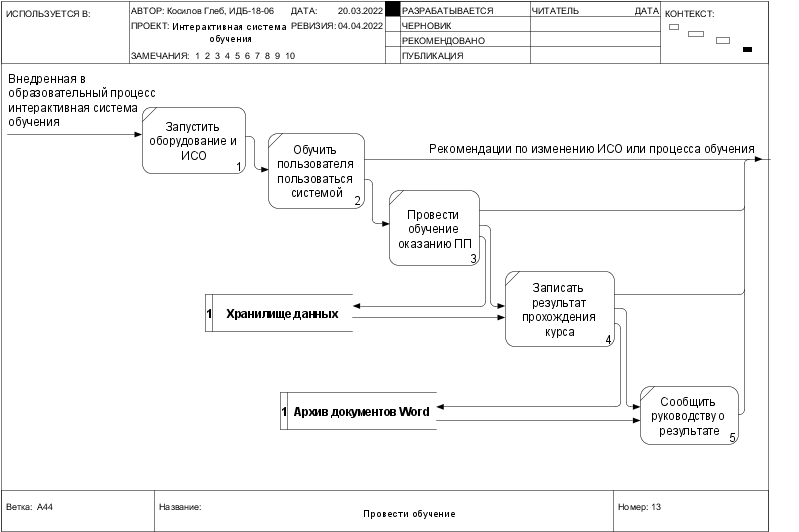 ИСПОЛЬЗУЕТСЯ В:
АВТОР: Косилов Глеб, ИДБ-18-06
ДАТА: 20.03.2022
РАЗРАБАТЫВАЕТСЯ
ЧИТАТЕЛЬ
ДАТА
КОНТЕКСТ:
ПРОЕКТ: Интерактивная система
обучения
РЕВИЗИЯ: 04.04.2022
ЧЕРНОВИК
РЕКОМЕНДОВАНО
ЗАМЕЧАНИЯ: 1 2 3 4 5 6 7 8 9 10
ПУБЛИКАЦИЯ
Внедренная в
образовательный процесс
интерактивная система
обучения
Запустить
оборудование и
ИСО
1
Обучить
пользователя
пользоваться
системой
2
Рекомендации по изменению ИСО или процесса обучения
Провести
обучение
оказанию ПП
3
Записать
результат
прохождения
курса
4
1 Хранилище данных
1 Архив документов Word
Сообщить
руководству о
результате
5
Ветка: A44
Название:
Провести обучение
Номер: 13